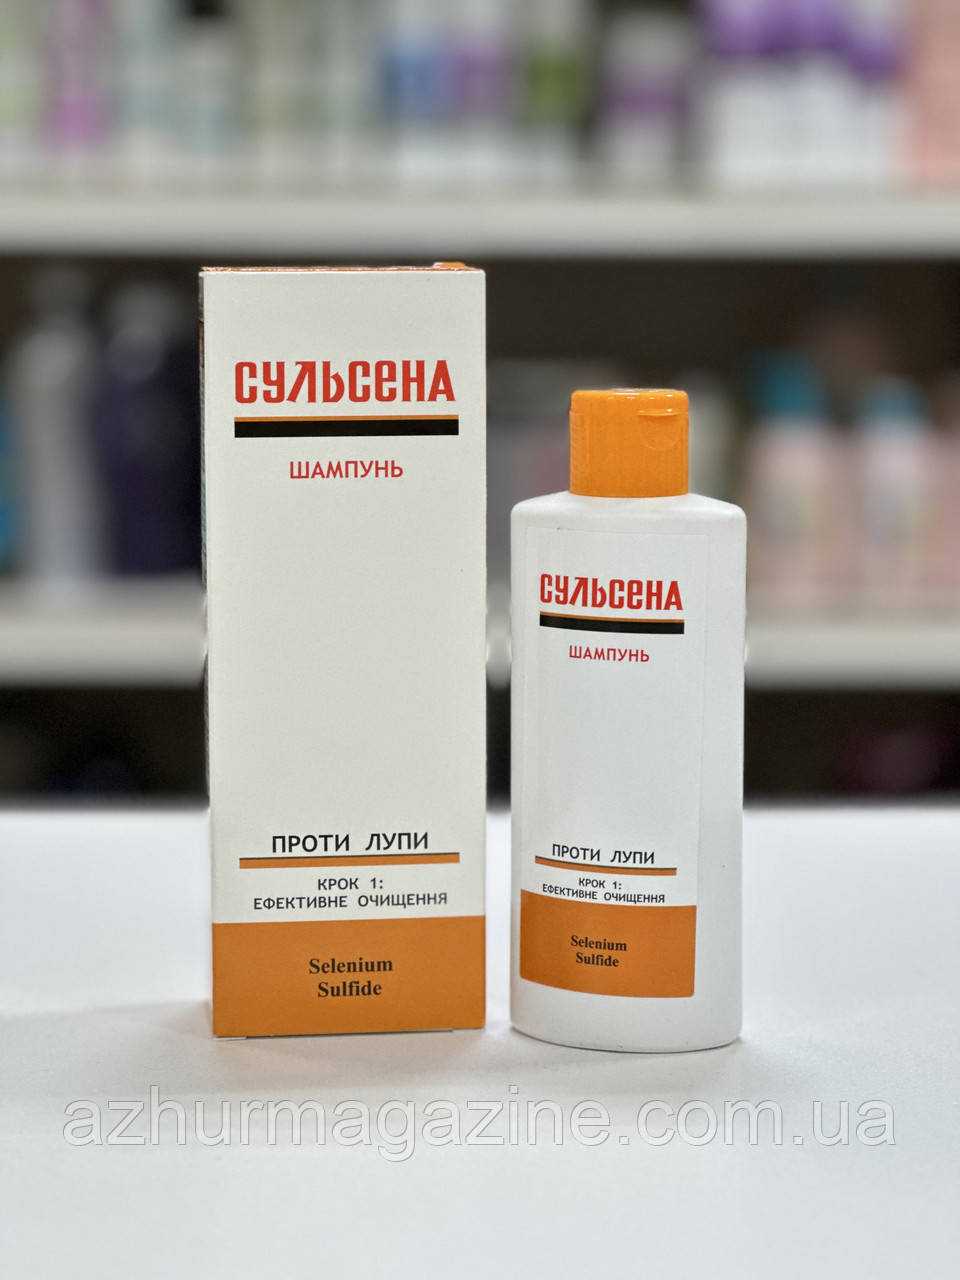 СУЛЬСЕНА
ШАМПУНЬ
ПРОТИ ЛУПИ
КРОК 1:
ЕФЕКТИВНЕ ОЧИЩЕННЯ
Selenium
Sulfide
СУЛЬСЕНА
ШАМПУНЬ
ПРОТИ ЛУПИ
КРОК 1:
ЕФЕКТИВНЕ ОЧИЩЕННЯ
Selenium
Sulfide
azhurmagazine.com.ua